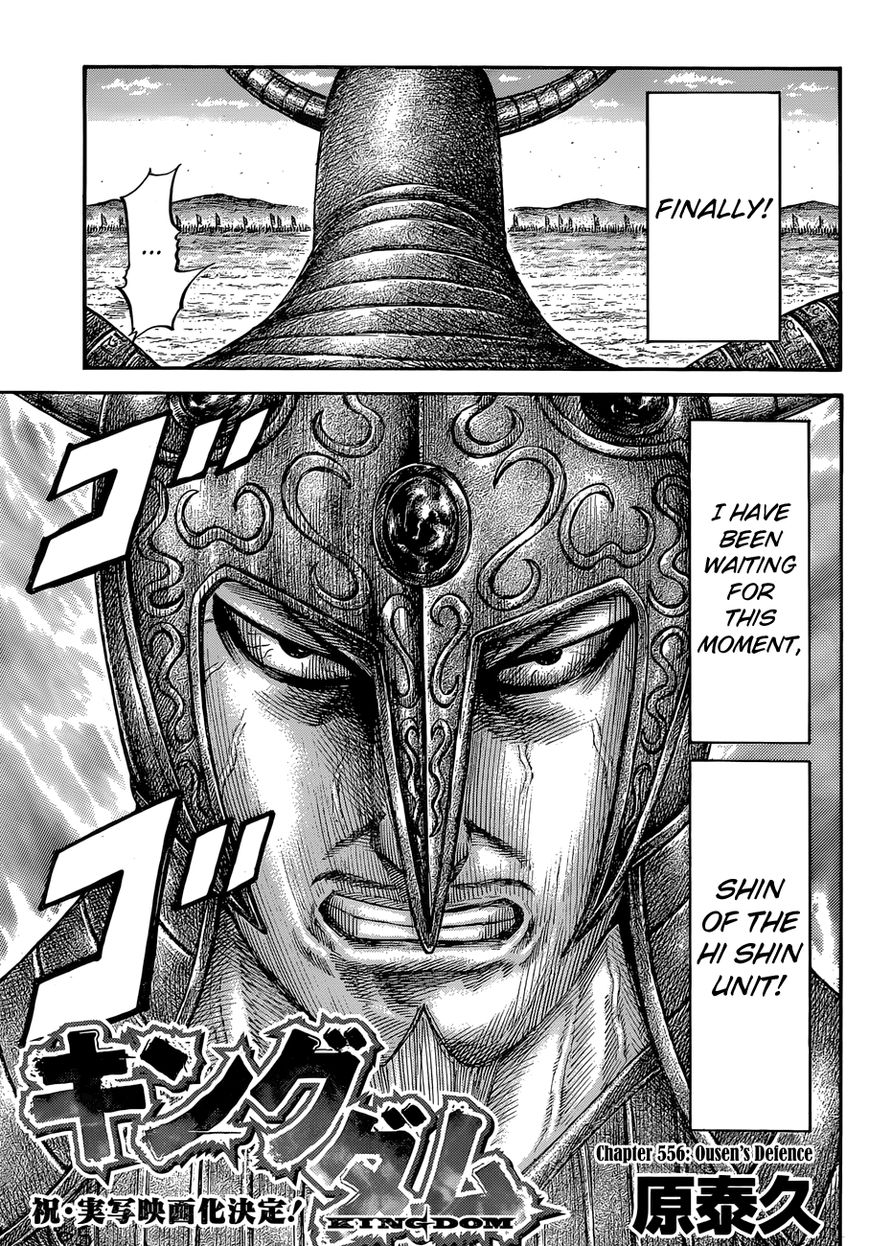 FINALLY!
...
I HAVE
BEEN
WAITING
FOR
THIS
MOMENT,
ゴ
SHIN
OF THE
HI SHIN
UNIT!
ゴ
キングダム
KINGDOM
祝・実写映画化決定!
Chapter 556: Ousen's Defence
原泰久